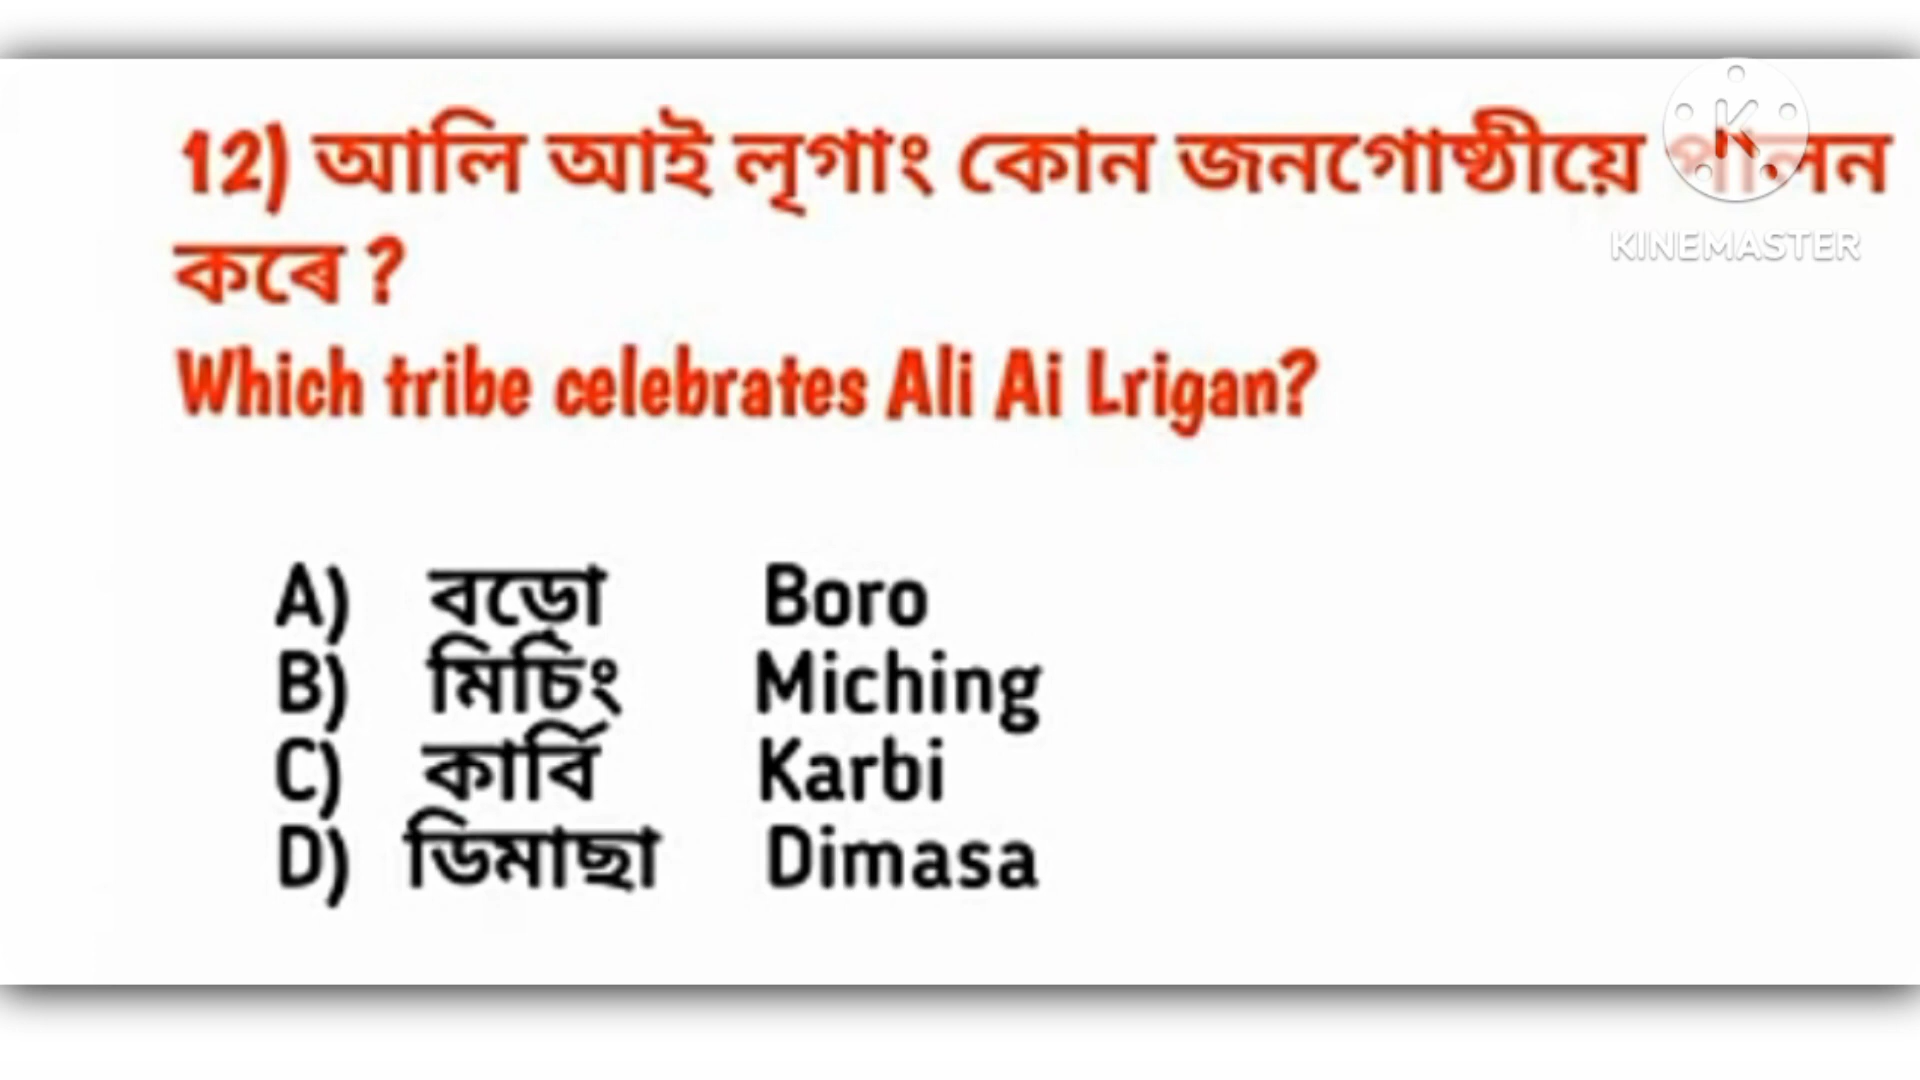 12) আলি আই লৃগাং কোন জনগোষ্ঠীয়ে পালন
কৰে ?
Which tribe celebrates Ali Ai Lrigan?
A) বড়ো Boro
B) মিচিং Miching
C) কাৰ্বি Karbi
D) ডিমাছা Dimasa
K
KINEMASTER